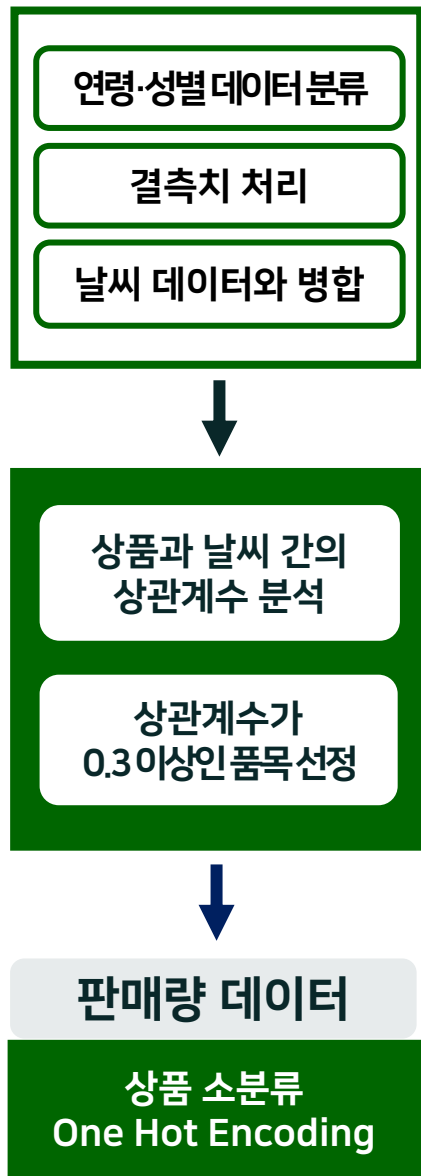 연령·성별 데이터 분류
결측치 처리
날씨 데이터와 병합
상품과 날씨 간의
상관계수 분석
상관계수가
0.3 이상인 품목 선정
판매량 데이터
상품 소분류
One Hot Encoding